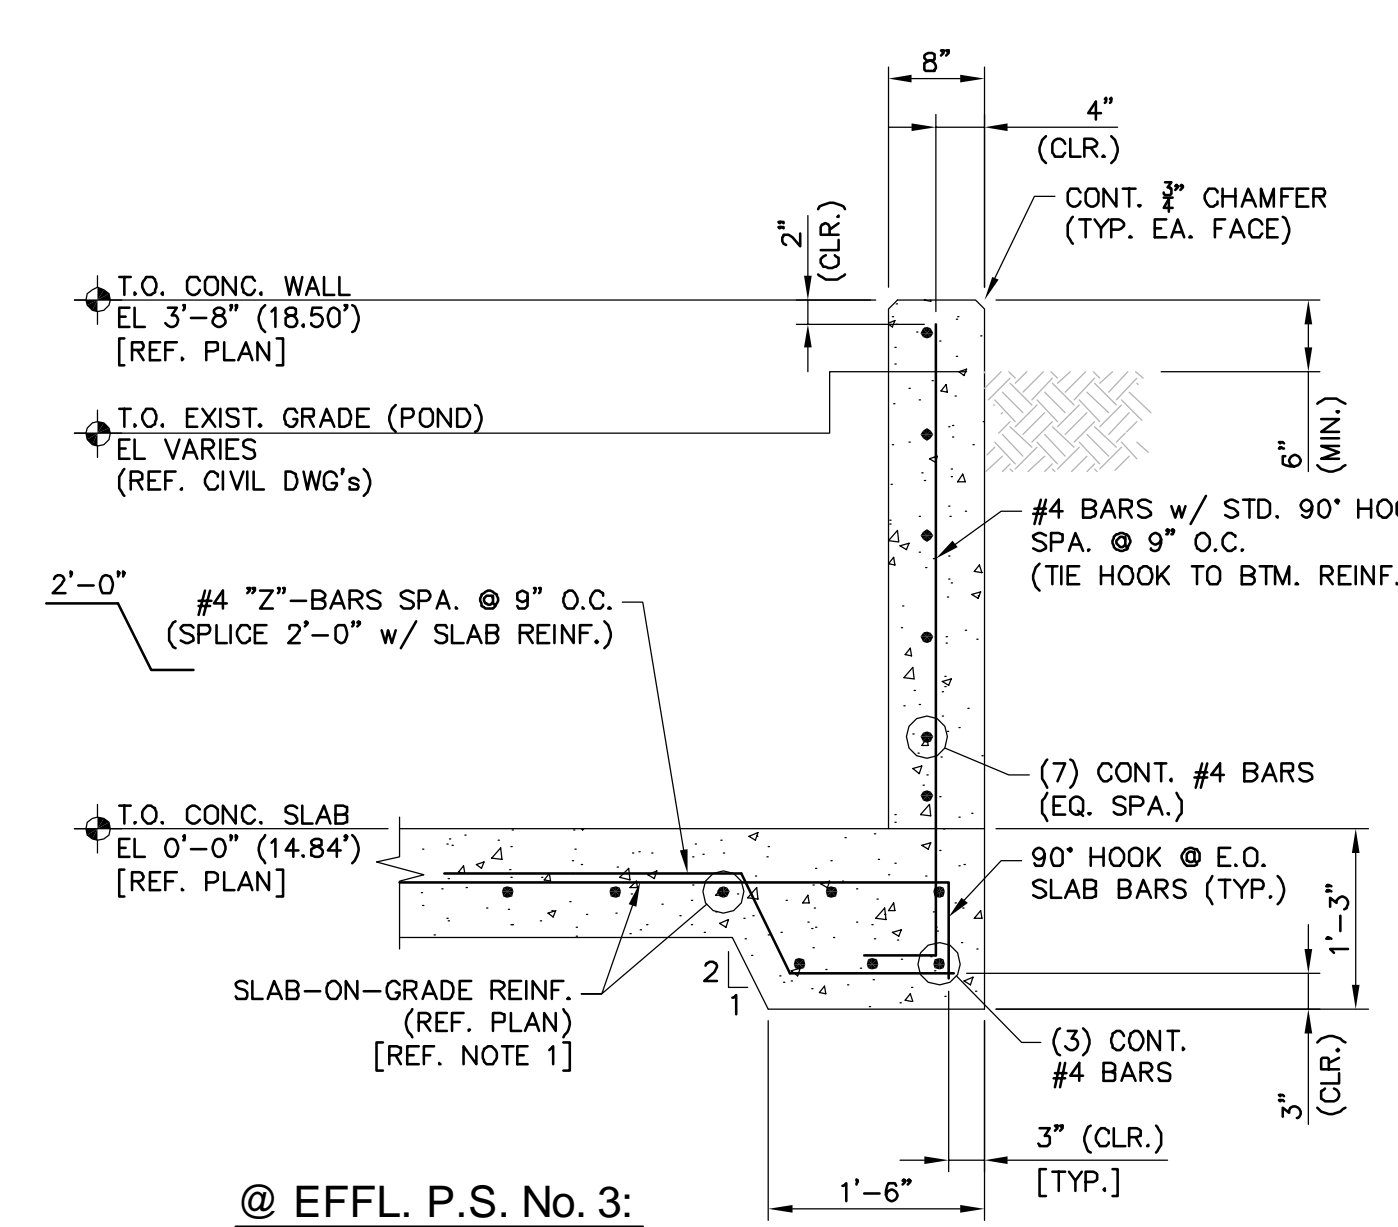 8"
4"
(CLR.)
CONT. 3/4" CHAMFER
(TYP. EA. FACE)
2"
(CLR.)
T.O. CONC. WALL
EL 3'-8" (18.50')
[REF. PLAN]
T.O. EXIST. GRADE (POND)
EL VARIES
(REF. CIVIL DWG's)
6"
(MIN.)
#4 BARS w/ STD. 90°
SPA. @ 9" O.C.
(TIE HOOK TO BTM. REINF.
2'-0"
#4 "Z"-BARS SPA. @ 9" O.C.
(SPLICE 2'-0" w/ SLAB REINF.)
(7) CONT. #4 BARS
(EQ. SPA.)
T.O. CONC. SLAB
EL 0'-0" (14.84')
[REF. PLAN]
90° HOOK @ E.O.
SLAB BARS (TYP.)
1'-3"
2
1
SLAB-ON-GRADE REINF.
(REF. PLAN)
[REF. NOTE 1]
(3) CONT.
#4 BARS
3"
(CLR.)
3" (CLR.)
[TYP.]
1'-6"
@ EFFL. P.S. No. 3: